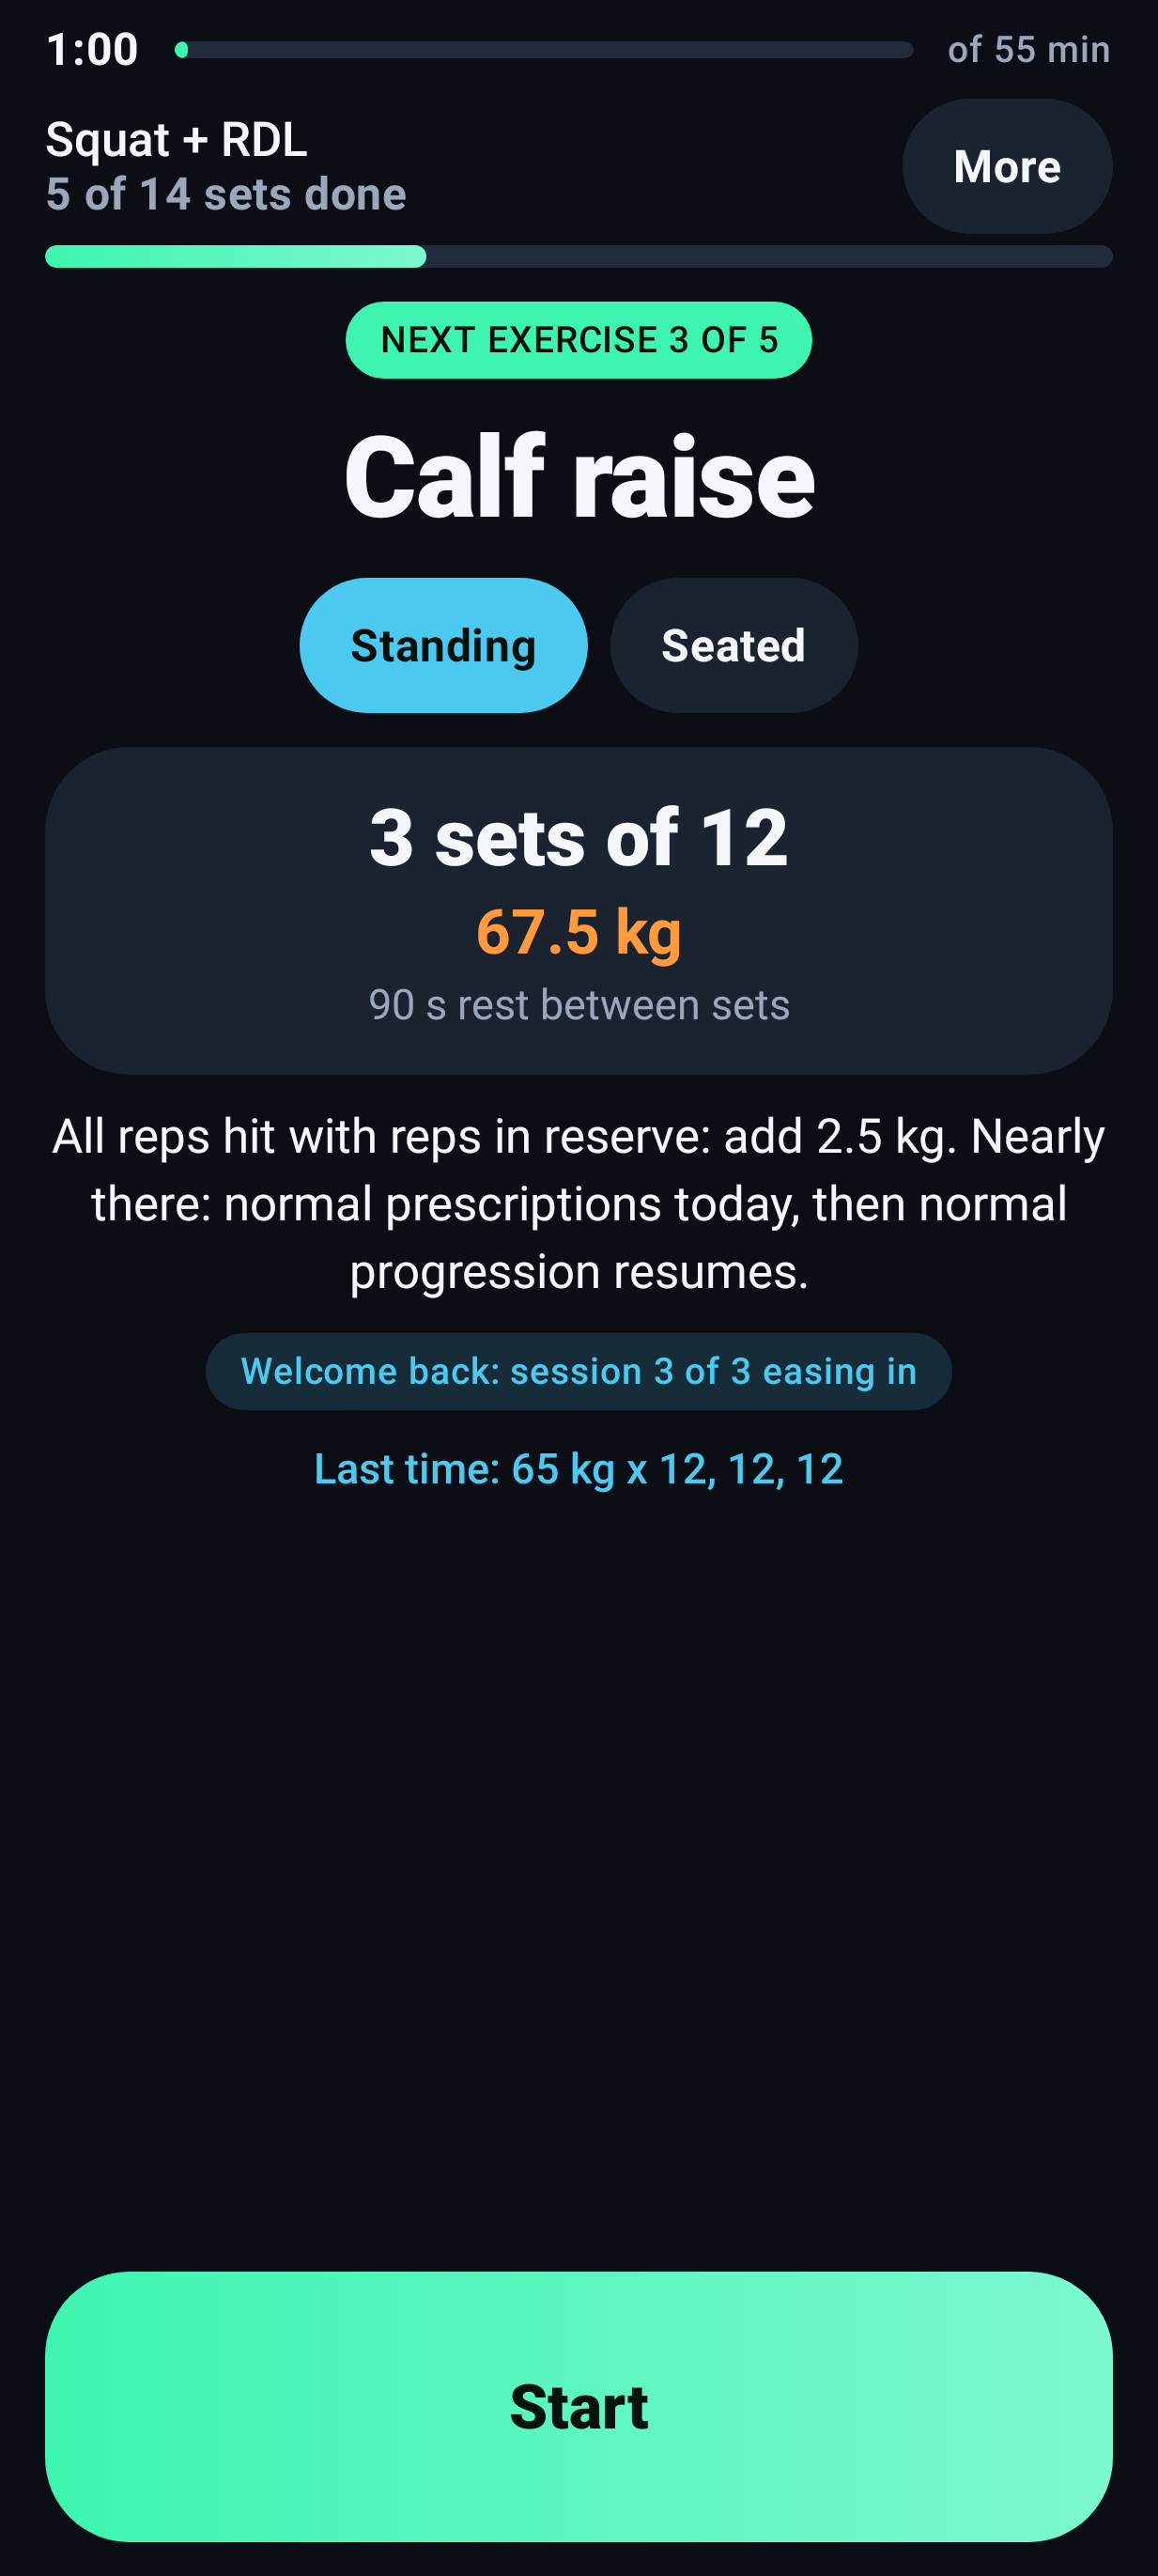 1:00
of 55 min
Squat + RDL
5 of 14 sets done
More
NEXT EXERCISE 3 OF 5
Calf raise
Standing
Seated
3 sets of 12
67.5 kg
90 s rest between sets
All reps hit with reps in reserve: add 2.5 kg. Nearly
there: normal prescriptions today, then normal
progression resumes.
Welcome back: session 3 of 3 easing in
Last time: 65 kg x 12, 12, 12
Start